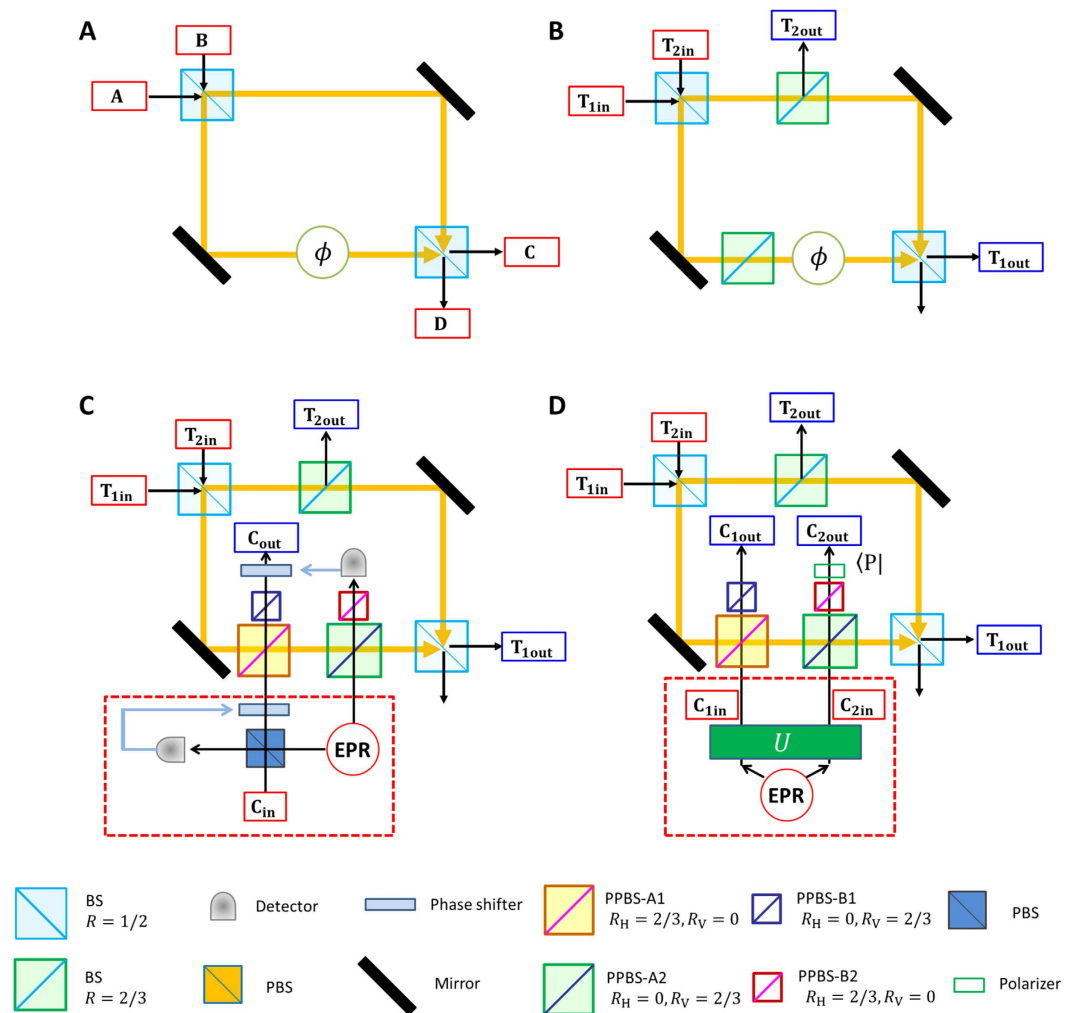 A
B
A
C
D
ϕ
B
T2in
T2out
T1in
ϕ
T1out
C
T2in
T2out
T1in
Cout
T1out
EPR
Cin
D
T2in
T2out
T1in
C1out
C2out
⟨P|
T1out
C1in
C2in
U
EPR
BS
R = 1/2
Detector
Phase shifter
PPBS-A1
RH = 2/3, RV = 0
PPBS-B1
RH = 0, RV = 2/3
PBS
BS
R = 2/3
PBS
Mirror
PPBS-A2
RH = 0, RV = 2/3
PPBS-B2
RH = 2/3, RV = 0
Polarizer